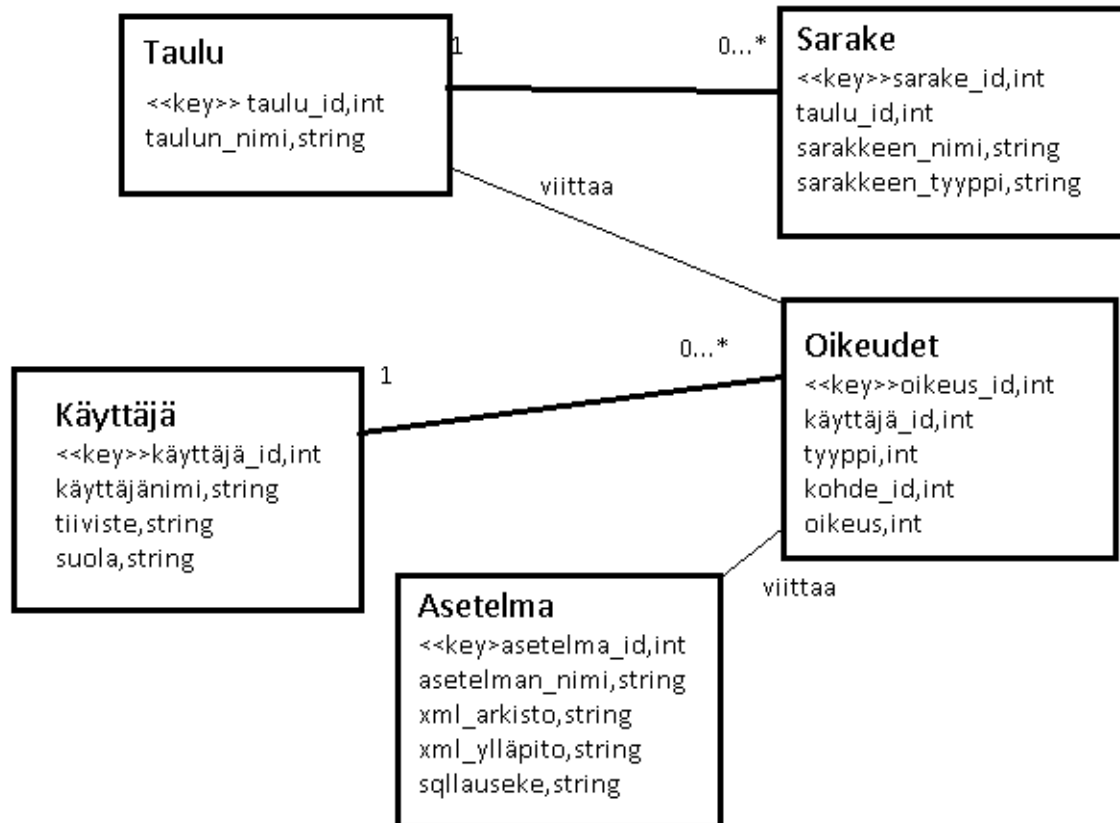 Taulu
<<key>> taulu_id,int
taulun_nimi,string
1
0...*
Sarake
<<key>>sarake_id,int
taulu_id,int
sarakkeen_nimi,string
sarakkeen_tyyppi,string
viittaa
Käyttäjä
<<key>>käyttäjä_id,int
käyttäjänimi,string
tiiviste,string
suola,string
1
0...*
Oikeudet
<<key>>oikeus_id,int
käyttäjä_id,int
tyyppi,int
kohde_id,int
oikeus,int
viittaa
Asetelma
<<key>asetelma_id,int
asetelman_nimi,string
xml_arkisto,string
xml_ylläpito,string
sqllauseke,string